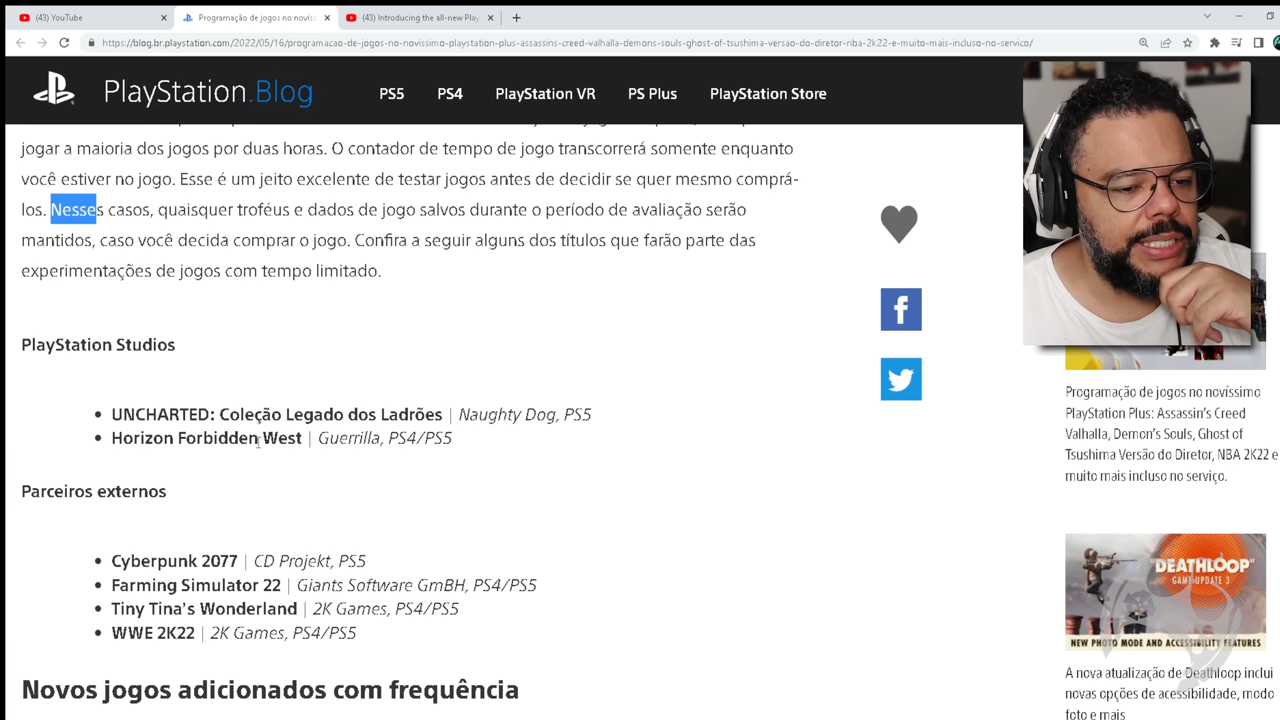 (43) YouTube
Programação de jogos no novíss
(43) Introducing the all-new Play
https://blog.br.playstation.com/2022/05/16/programacao-de-jogos-no-novissimo-playstation-plus-assassins-creed-valhalla-demons-souls-ghost-of-tsushima-versao-do-diretor-nba-2k22-e-muito-mais-incluso-no-servico/
PlayStation.Blog
PS5
PS4
PlayStation VR
PS Plus
PlayStation Store
jogar a maioria dos jogos por duas horas. O contador de tempo de jogo transcorrerá somente enquanto
você estiver no jogo. Esse é um jeito excelente de testar jogos antes de decidir se quer mesmo comprá-
los. Nesses casos, quaisquer troféus e dados de jogo salvos durante o período de avaliação serão
mantidos, caso você decida comprar o jogo. Confira a seguir alguns dos títulos que farão parte das
experimentações de jogos com tempo limitado.
PlayStation Studios
• UNCHARTED: Coleção Legado dos Ladrões | Naughty Dog, PS5
• Horizon Forbidden West | Guerrilla, PS4/PS5
Parceiros externos
• Cyberpunk 2077 | CD Projekt, PS5
• Farming Simulator 22 | Giants Software GmBH, PS4/PS5
• Tiny Tina's Wonderland | 2K Games, PS4/PS5
• WWE 2K22 | 2K Games, PS4/PS5
Novos jogos adicionados com frequência
Programação de jogos no novíssimo
PlayStation Plus: Assassin's Creed
Valhalla, Demon's Souls, Ghost of
Tsushima Versão do Diretor, NBA 2K22 e
muito mais incluso no serviço.
"DEATHLOOP"
GAME UPDATE 3
NEW PHOTO MODE AND ACCESSIBILITY FEATURES
A nova atualização de Deathloop inclui
novas opções de acessibilidade, modo
foto e mais